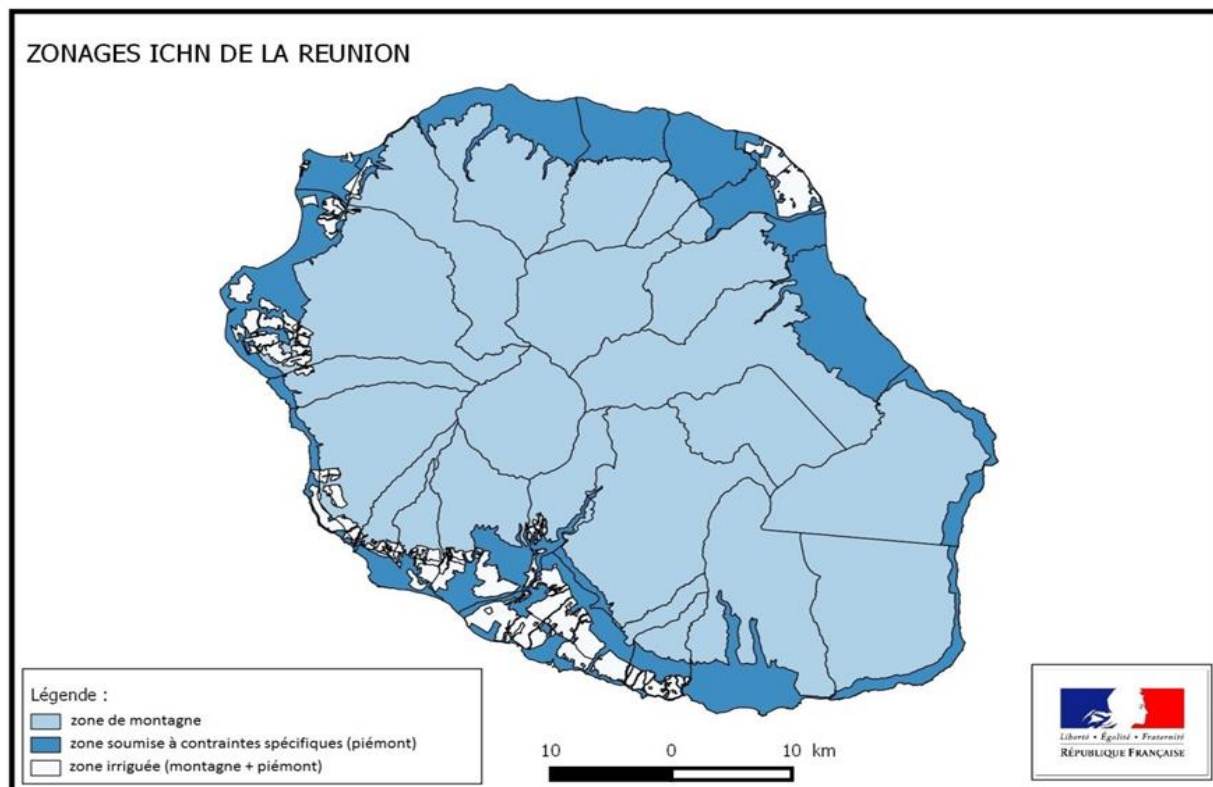 ZONAGES ICHN DE LA REUNION
Légende :
zone de montagne
zone soumise à contraintes spécifiques (piémont)
zone irriguée (montagne + piémont)
10 0 10 km
Liberté • Égalité • Fraternité
RÉPUBLIQUE FRANÇAISE